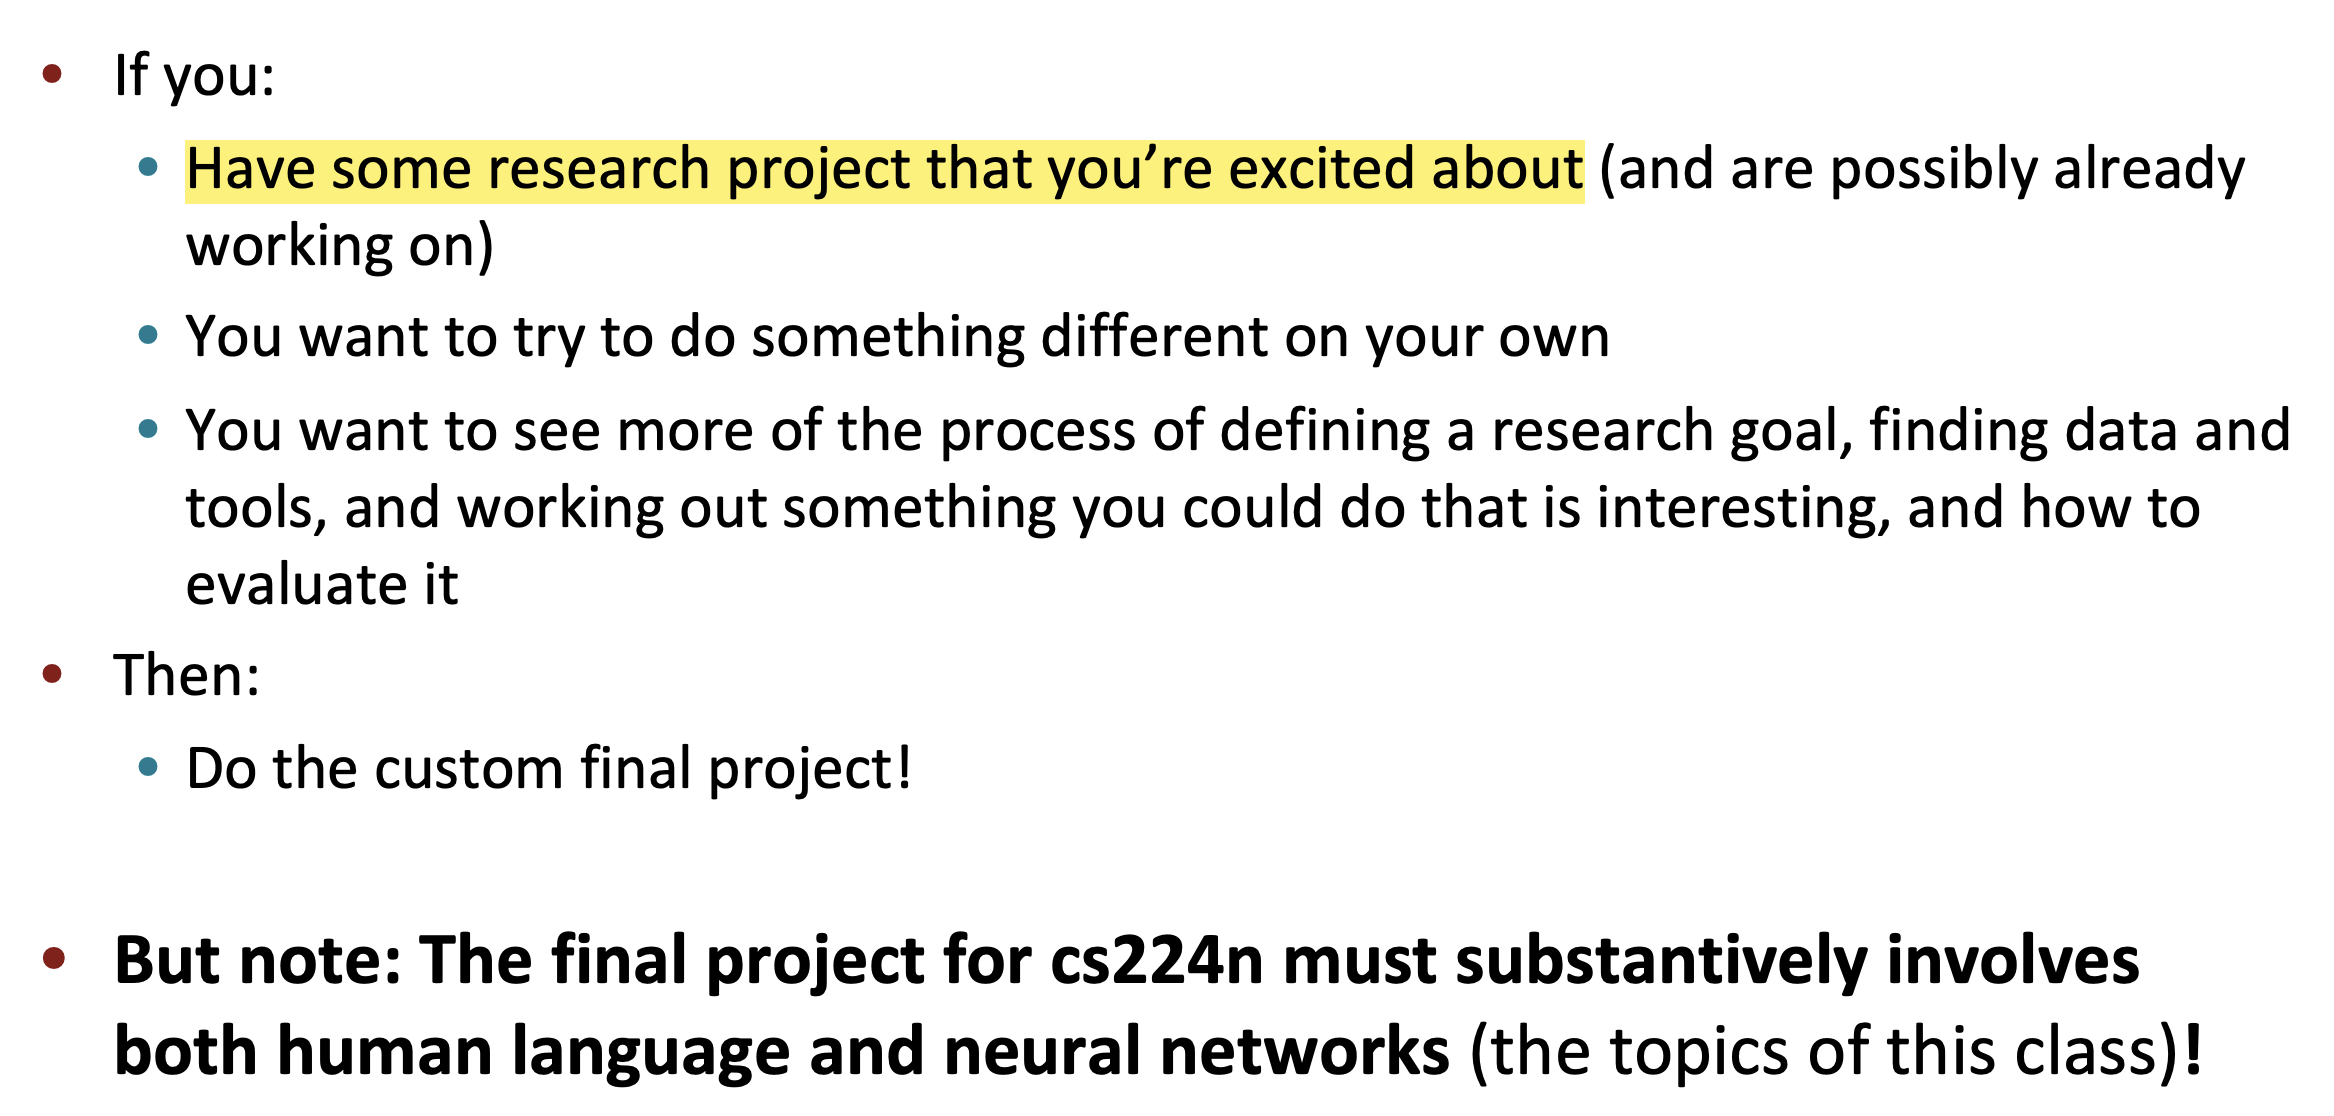 • If you:
• Have some research project that you’re excited about (and are possibly already
working on)
• You want to try to do something different on your own
• You want to see more of the process of defining a research goal, finding data and
tools, and working out something you could do that is interesting, and how to
evaluate it
• Then:
• Do the custom final project!
• But note: The final project for cs224n must substantively involves
both human language and neural networks (the topics of this class)!